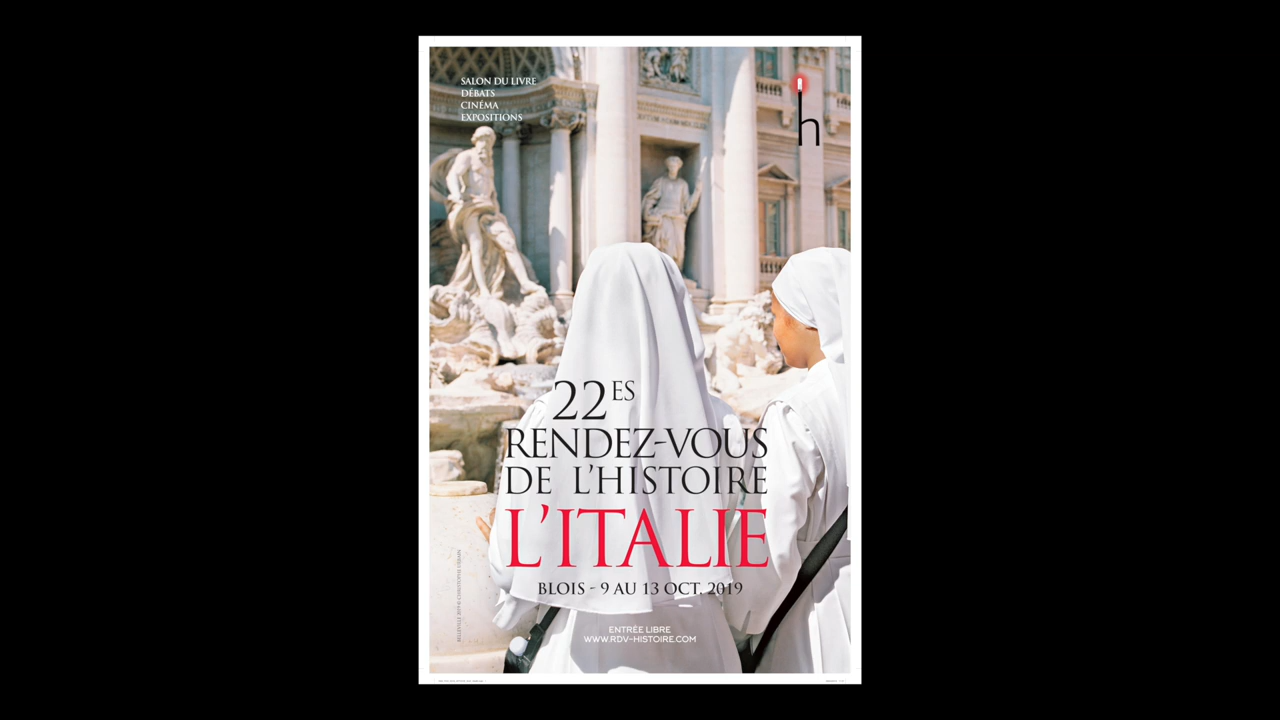 SALON DU LIVRE
DÉBATS
CINÉMA
EXPOSITIONS
h
22ES
RENDEZ-VOUS
DE L'HISTOIRE
L'ITALIE
BLOIS - 9 AU 13 OCT. 2019
ENTRÉE LIBRE
WWW.RDV-HISTOIRE.COM